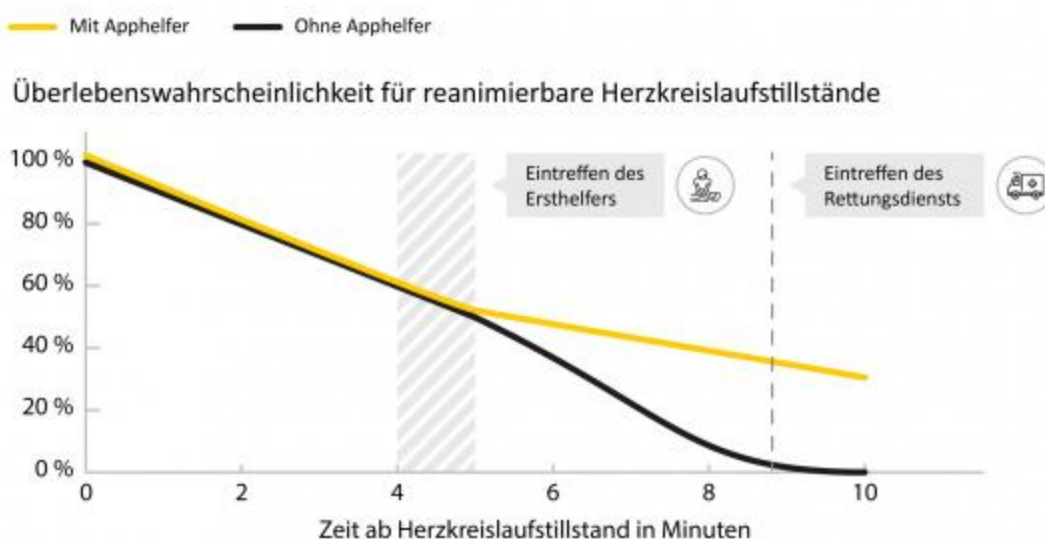 Mit Apphelfer
Ohne Apphelfer
Überlebenswahrscheinlichkeit für reanimierbare Herzkreislaufstillstände
100 %
80 %
60 %
40 %
20 %
0 %
Eintreffen des
Ersthelfers
Eintreffen des
Rettungsdiensts
0
2
4
6
8
10
Zeit ab Herzkreislaufstillstand in Minuten